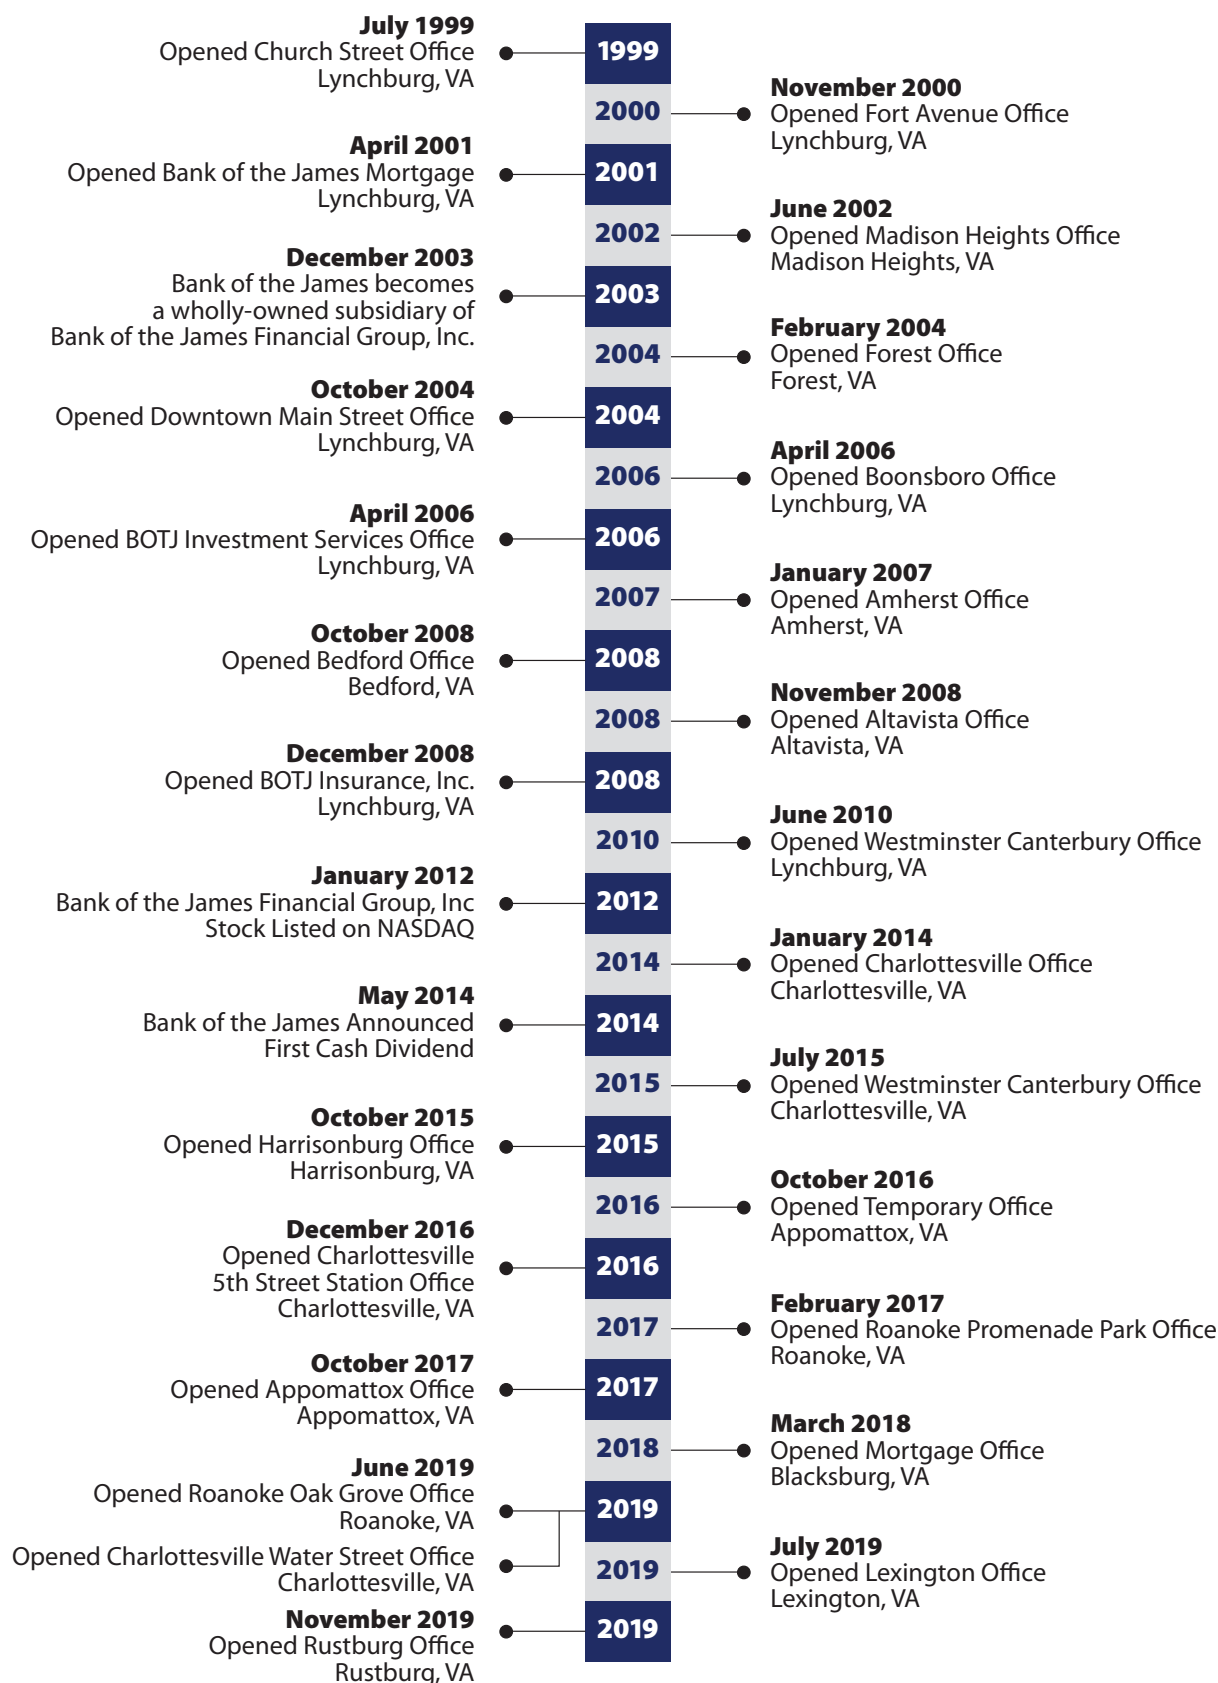 July 1999
Opened Church Street Office
Lynchburg, VA
1999
November 2000
Opened Fort Avenue Office
Lynchburg, VA
2000
April 2001
Opened Bank of the James Mortgage
Lynchburg, VA
2001
June 2002
Opened Madison Heights Office
Madison Heights, VA
2002
December 2003
Bank of the James becomes
a wholly-owned subsidiary of
Bank of the James Financial Group, Inc.
2003
February 2004
Opened Forest Office
Forest, VA
2004
October 2004
Opened Downtown Main Street Office
Lynchburg, VA
2004
April 2006
Opened Boonsboro Office
Lynchburg, VA
2006
April 2006
Opened BOTJ Investment Services Office
Lynchburg, VA
2006
January 2007
Opened Amherst Office
Amherst, VA
2007
October 2008
Opened Bedford Office
Bedford, VA
2008
November 2008
Opened Altavista Office
Altavista, VA
2008
December 2008
Opened BOTJ Insurance, Inc.
Lynchburg, VA
2008
June 2010
Opened Westminster Canterbury Office
Lynchburg, VA
2010
January 2012
Bank of the James Financial Group, Inc
Stock Listed on NASDAQ
2012
January 2014
Opened Charlottesville Office
Charlottesville, VA
2014
May 2014
Bank of the James Announced
First Cash Dividend
2014
July 2015
Opened Westminster Canterbury Office
Charlottesville, VA
2015
October 2015
Opened Harrisonburg Office
Harrisonburg, VA
2015
October 2016
Opened Temporary Office
Appomattox, VA
2016
December 2016
Opened Charlottesville
5th Street Station Office
Charlottesville, VA
2016
February 2017
Opened Roanoke Promenade Park Office
Roanoke, VA
2017
October 2017
Opened Appomattox Office
Appomattox, VA
2017
March 2018
Opened Mortgage Office
Blacksburg, VA
2018
June 2019
Opened Roanoke Oak Grove Office
Roanoke, VA
Opened Charlottesville Water Street Office
Charlottesville, VA
2019
July 2019
Opened Lexington Office
Lexington, VA
2019
November 2019
Opened Rustburg Office
Rustburg, VA
2019